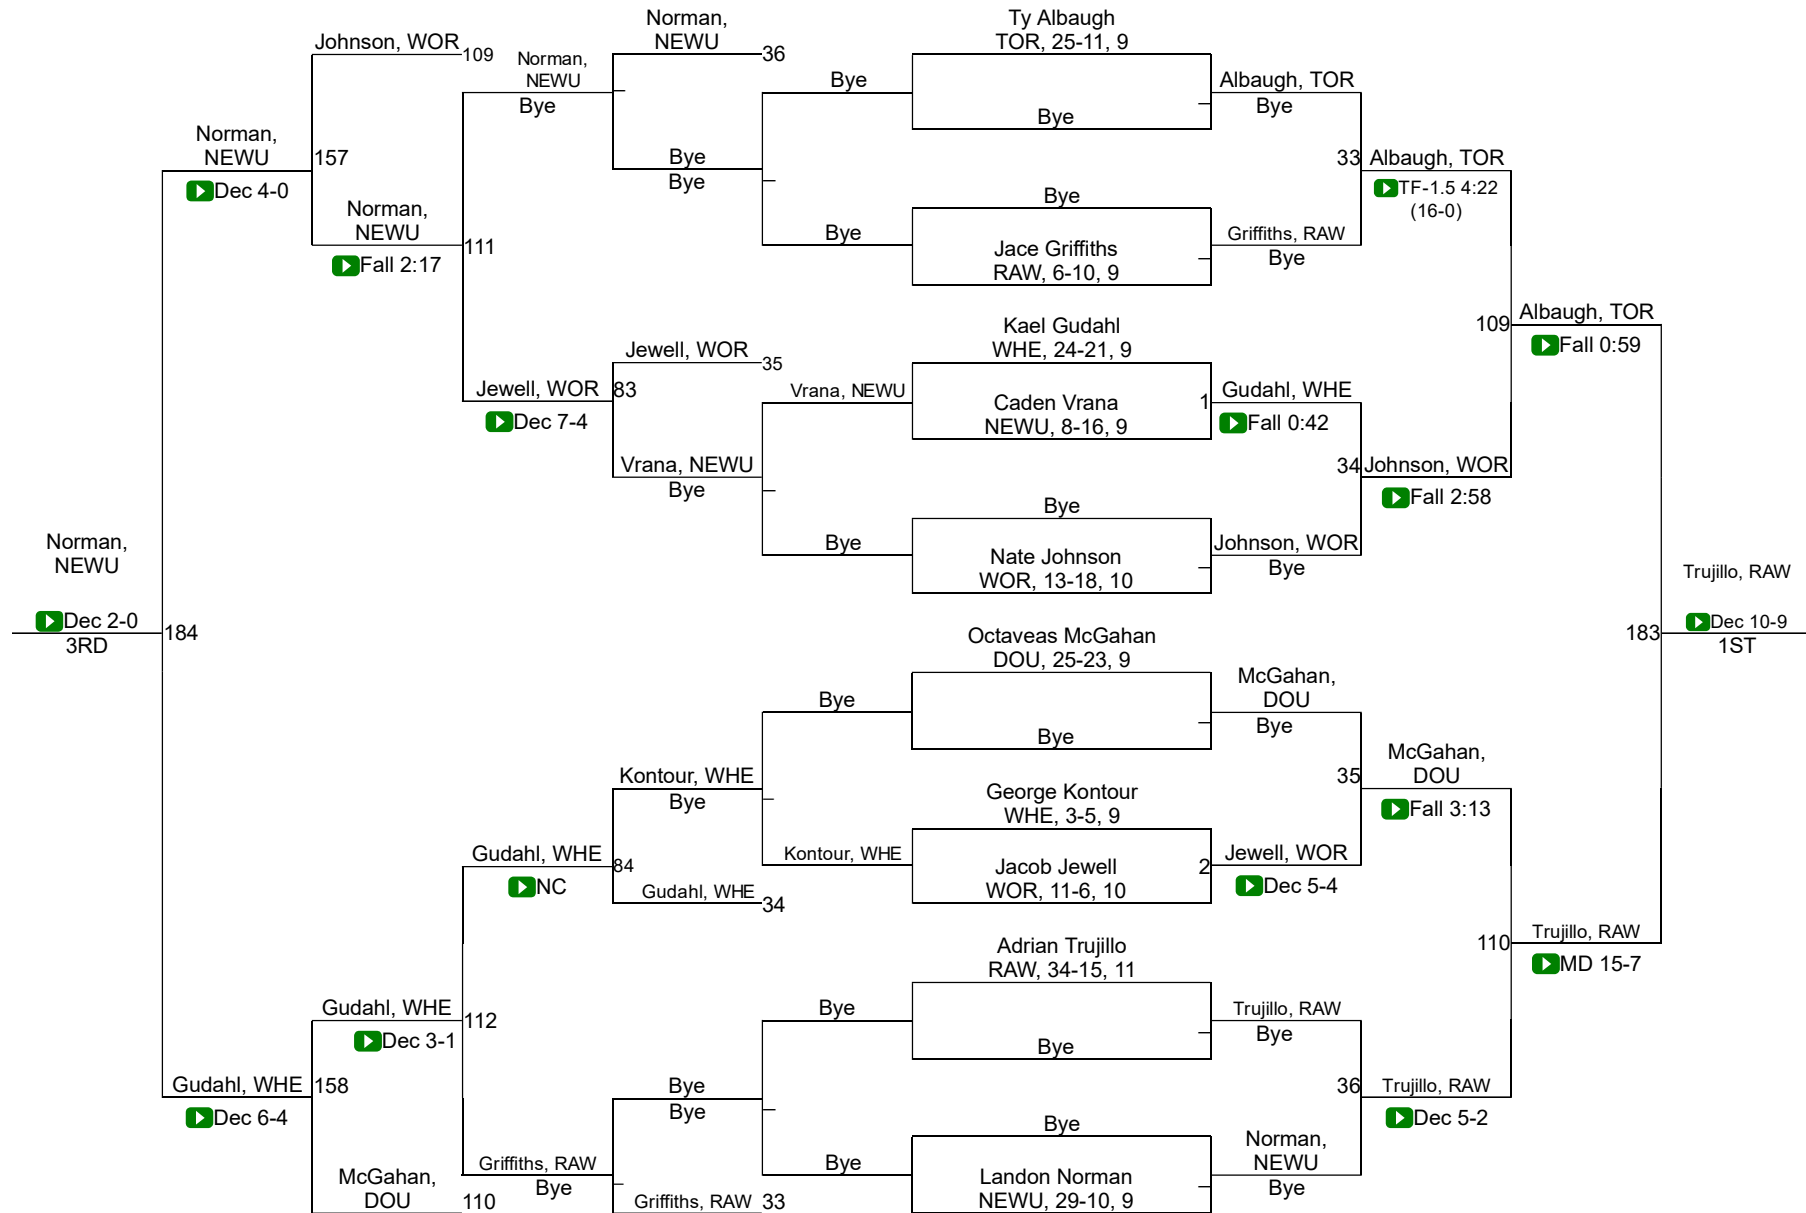 Norman,
NEWU
Ty Albaugh
TOR, 25-11, 9
Johnson, WOR
109
Norman,
NEWU
36
Bye
Bye
Albaugh, TOR
Bye
Bye
Norman,
NEWU
157
Dec 4-0
Bye
Bye
33
Albaugh, TOR
TF-1.5 4:22
(16-0)
Norman,
NEWU
111
Fall 2:17
Bye
Bye
Jace Griffiths
RAW, 6-10, 9
Griffiths, RAW
Bye
Kael Gudahl
WHE, 24-21, 9
109
Albaugh, TOR
Fall 0:59
Jewell, WOR
35
Jewell, WOR
83
Dec 7-4
Vrana, NEWU
Caden Vrana
NEWU, 8-16, 9
1
Gudahl, WHE
Fall 0:42
Vrana, NEWU
Bye
34
Johnson, WOR
Fall 2:58
Bye
Bye
Nate Johnson
WOR, 13-18, 10
Johnson, WOR
Bye
Norman,
NEWU
Dec 2-0
3RD
184
Trujillo, RAW
183
Dec 10-9
1ST
Octaveas McGahan
DOU, 25-23, 9
Bye
Bye
McGahan,
DOU
Bye
Kontour, WHE
Bye
35
McGahan,
DOU
Fall 3:13
George Kontour
WHE, 3-5, 9
Gudahl, WHE
84
NC
Kontour, WHE
Jacob Jewell
WOR, 11-6, 10
2
Jewell, WOR
Dec 5-4
Gudahl, WHE
34
Adrian Trujillo
RAW, 34-15, 11
110
Trujillo, RAW
MD 15-7
Gudahl, WHE
112
Dec 3-1
Bye
Bye
Trujillo, RAW
Bye
Gudahl, WHE
158
Dec 6-4
Bye
Bye
36
Trujillo, RAW
Dec 5-2
Bye
McGahan,
DOU
110
Griffiths, RAW
Bye
Griffiths, RAW
33
Bye
Landon Norman
NEWU, 29-10, 9
Norman,
NEWU
Bye